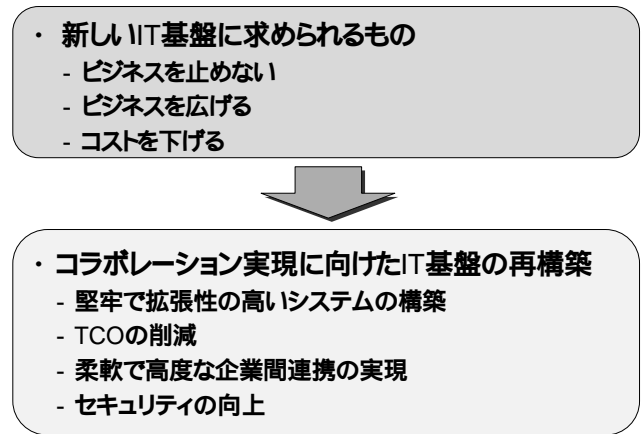 ・ 新しいIT基盤に求められるもの
- ビジネスを止めない
- ビジネスを広げる
- コストを下げる
・ コラボレーション実現に向けたIT基盤の再構築
- 堅牢で拡張性の高いシステムの構築
- TCOの削減
- 柔軟で高度な企業間連携の実現
- セキュリティの向上